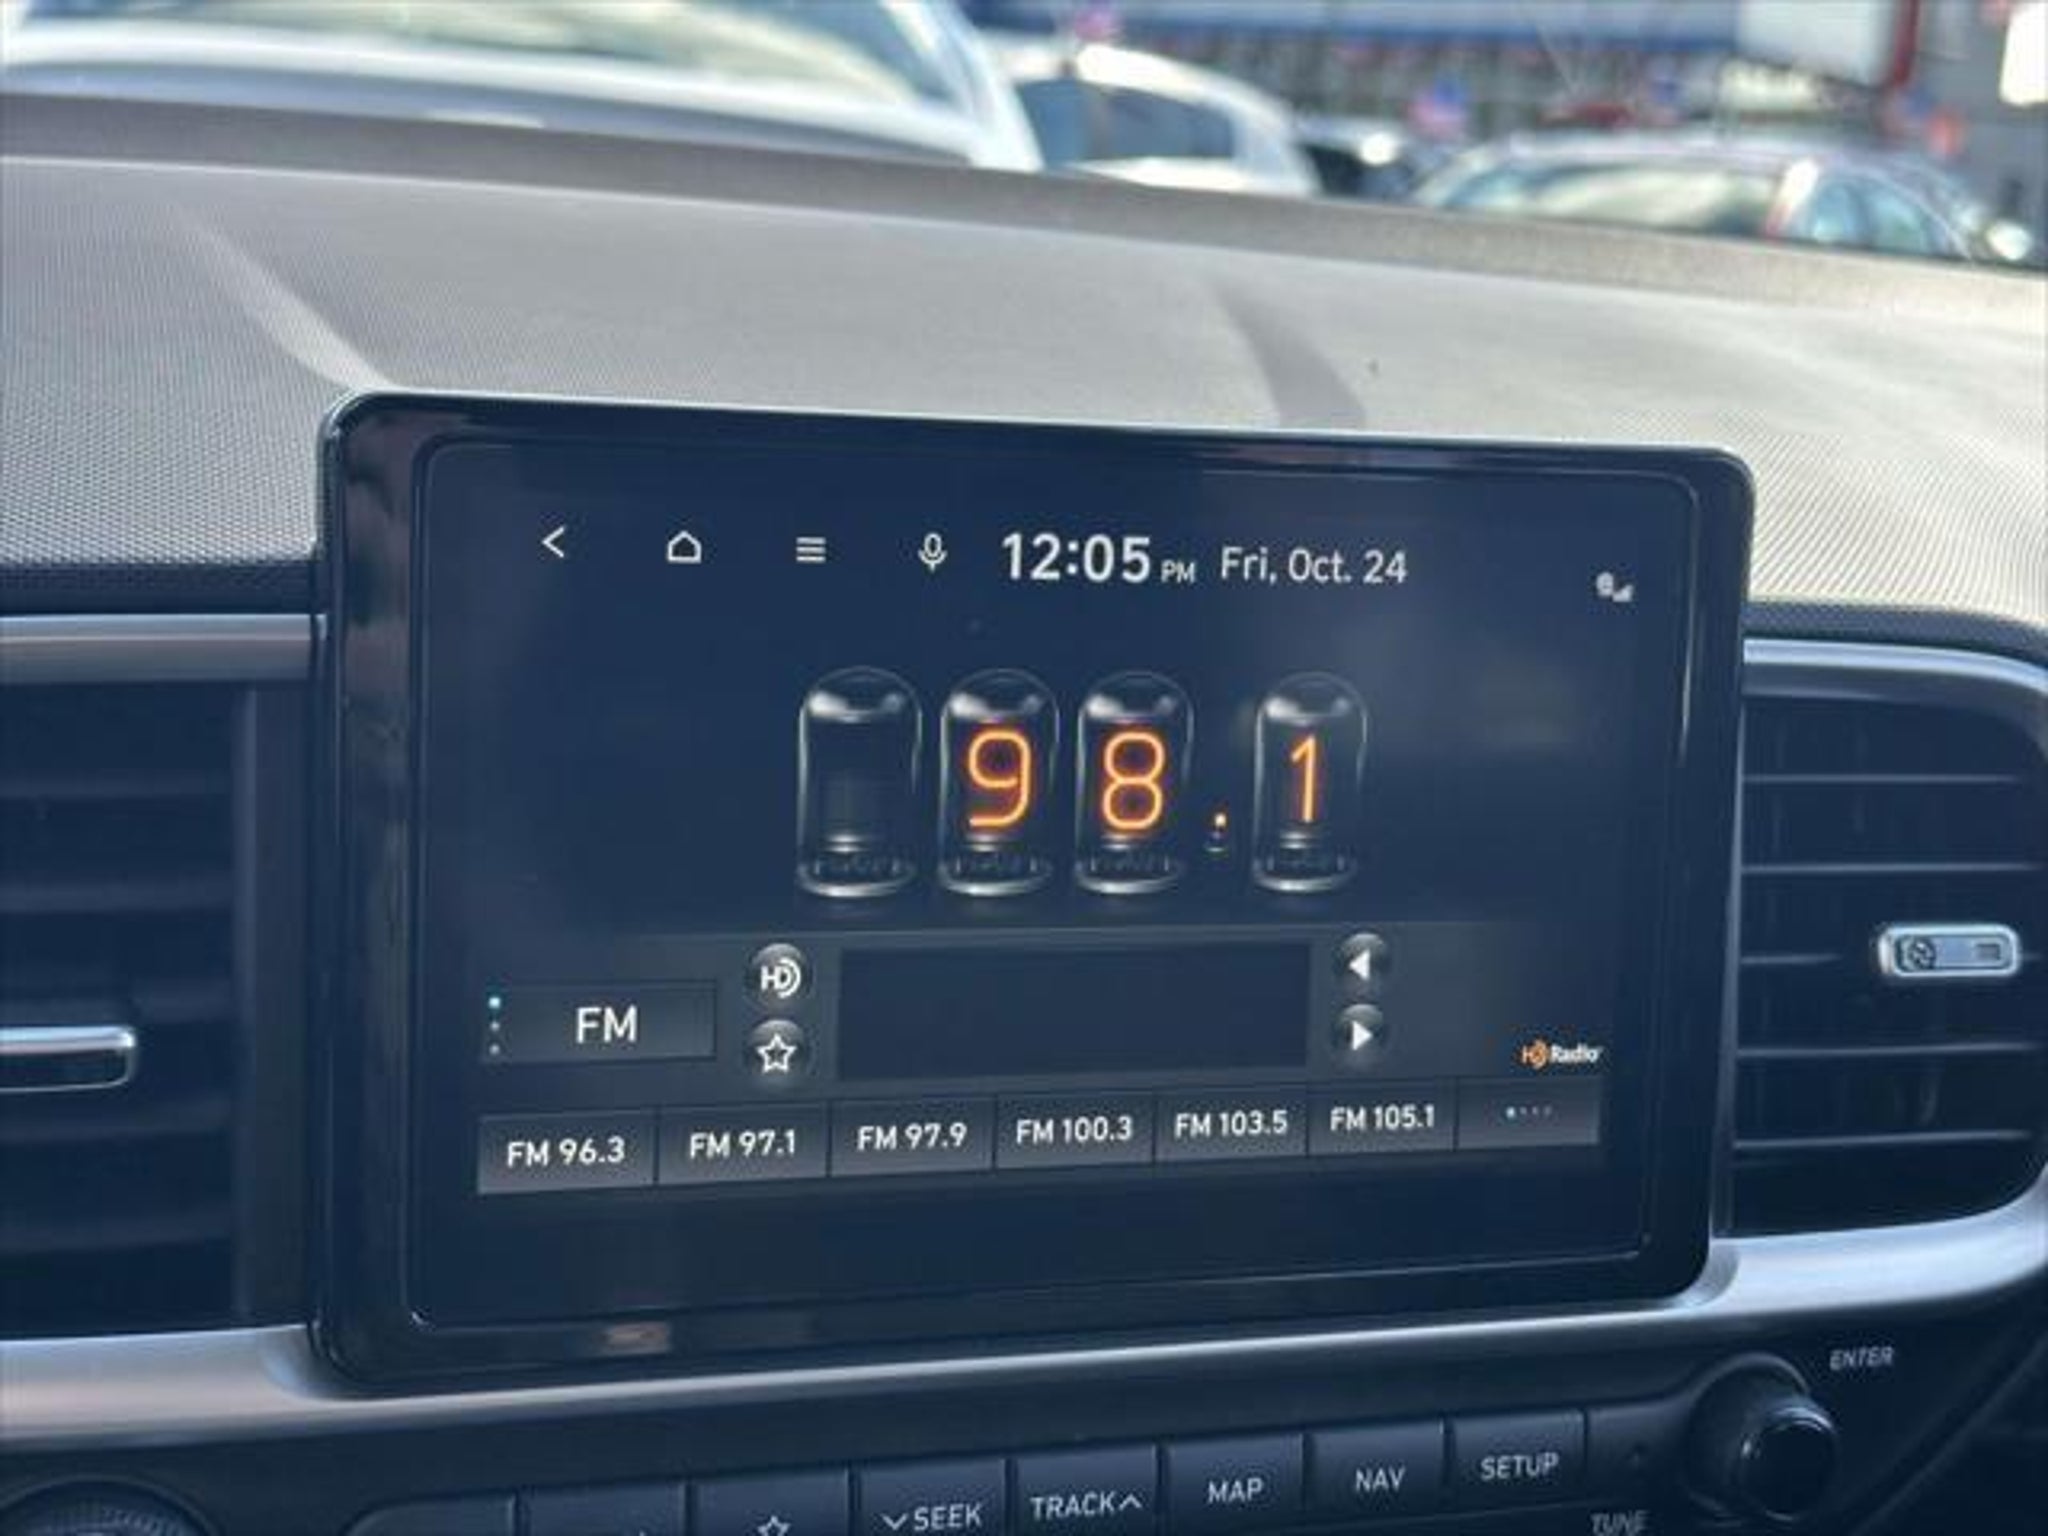 12:05 PM Fri, Oct. 24
98.1
HD
FM
HD Radio
FM 96.3 FM 97.1 FM 97.9 FM 100.3 FM 103.5 FM 105.1
ENTER
SEEK TRACK MAP NAV SETUP
TUNE